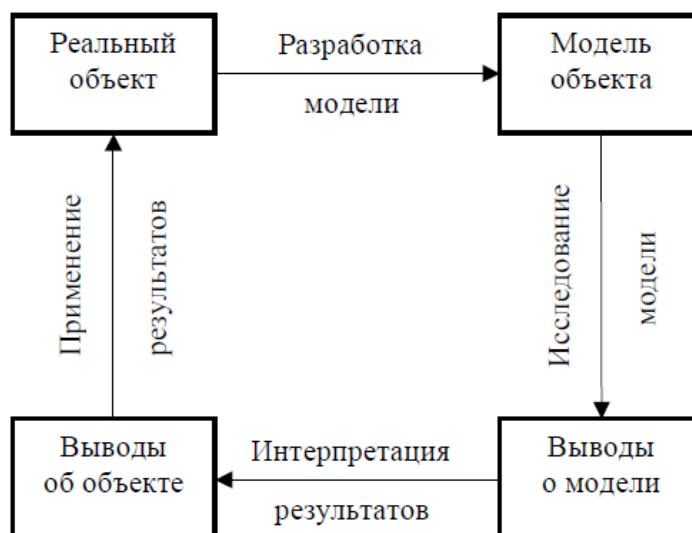 Реальный
объект
Разработка
модели
Модель
объекта
Исследование
модели
Выводы
о модели
Интерпретация
результатов
Выводы
об объекте
Применение
результатов